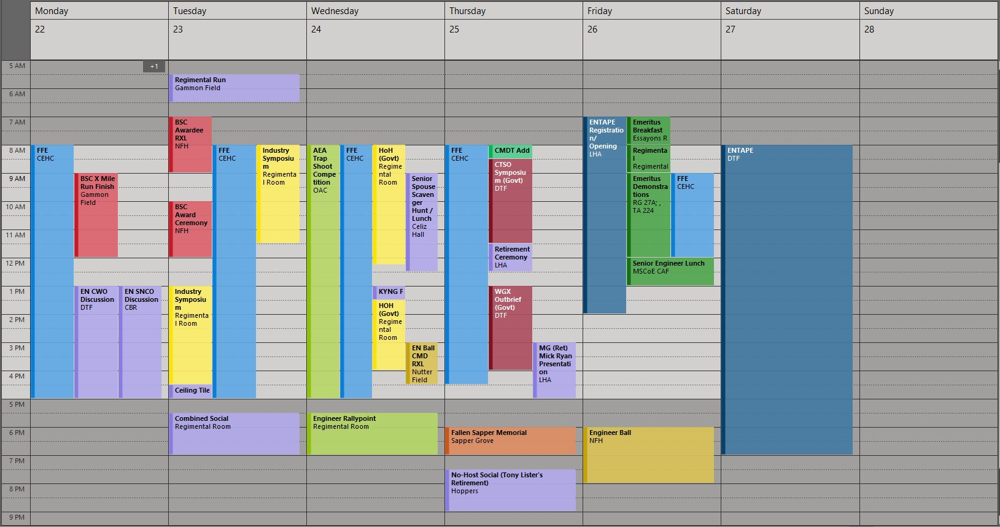 Monday
Tuesday
Wednesday
Thursday
Friday
Saturday
Sunday
22
23
24
25
26
27
28
5 AM
6 AM
7 AM
8 AM
9 AM
10 AM
11 AM
12 PM
1 PM
2 PM
3 PM
4 PM
5 PM
6 PM
7 PM
8 PM
9 PM
+1
FFE
CEHC
BSC X Mile
Run Finish
Gammon
Field
EN CWO
Discussion
DTF
EN SNCO
Discussion
CBR
Regimental Run
Gammon Field
BSC
Awardee
RXL
NFH
FFE
CEHC
Industry
Symposiu
m
Regimenta
l Room
BSC
Award
Ceremony
NFH
Industry
Symposiu
m
Regimenta
l Room
Ceiling Tile
Combined Social
Regimental Room
AEA
Trap
Shoot
Compe
tition
OAC
FFE
CEHC
HoH
(Govt)
Regime
ntal
Room
Senior
Spouse
Scaven
ger
Hunt /
Lunch
Celiz
Hall
KYNG F
HOH
(Govt)
Regime
ntal
Room
EN Ball
CMD
RXL
Nutter
Field
Engineer Rallypoint
Regimental Room
FFE
CEHC
CMDT Add
CTSO
Symposiu
m (Govt)
DTF
Retirement
Ceremony
LHA
WGX
Outbrief
(Govt)
DTF
MG (Ret)
Mick Ryan
Presentati
on
LHA
Fallen Sapper Memorial
Sapper Grove
No-Host Social (Tony Lister's
Retirement)
Hoppers
ENTAPE
Registratio
n/
Opening
LHA
Emeritus
Breakfast
Essayons R
Regimenta
l
Regimental
Emeritus
Demonstra
tions
RG 27A; ,
TA 224
FFE
CEHC
Senior Engineer Lunch
MSCoE CAF
Engineer Ball
NFH
ENTAPE
DTF